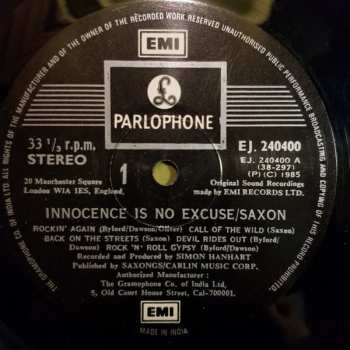 MANUFACTURER AND OF THE OWNER OF THE RECORDED WORK RESERVED. UNAUTHORISED PUBLIC PERFORMANCE BROADCASTING AND COPYING OF THIS RECORD PROHIBITED.
THE GRAMOPHONE CO OF INDIA LTD. ALL RIGHTS OF THE
EMI
£
PARLOPHONE
33 1/3 r.p.m.
STEREO
20 Manchester Square
London WIA IES, England.
1
EJ. 240400
EJ. 240400 A
(38-297)
(P) (C) 1985
Original Sound Recordings
made by EMI RECORDS LTD.
INNOCENCE IS NO EXCUSE/SAXON
ROCKIN' AGAIN (Byford/Dawson/Oliver) CALL OF THE WILD (Saxon)
BACK ON THE STREETS (Saxon) DEVIL RIDES OUT (Byford/
Dawson) ROCK 'N' ROLL GYPSY (Byford/Dawson)
Recorded and Produced by SIMON HANHART
Published by SAXONGS/CARLIN MUSIC CORP.
Authorized Manufacturer :
The Gramophone Co. of India Ltd.
5, Old Court House Street, Cal-700001.
EMI
MADE IN INDIA